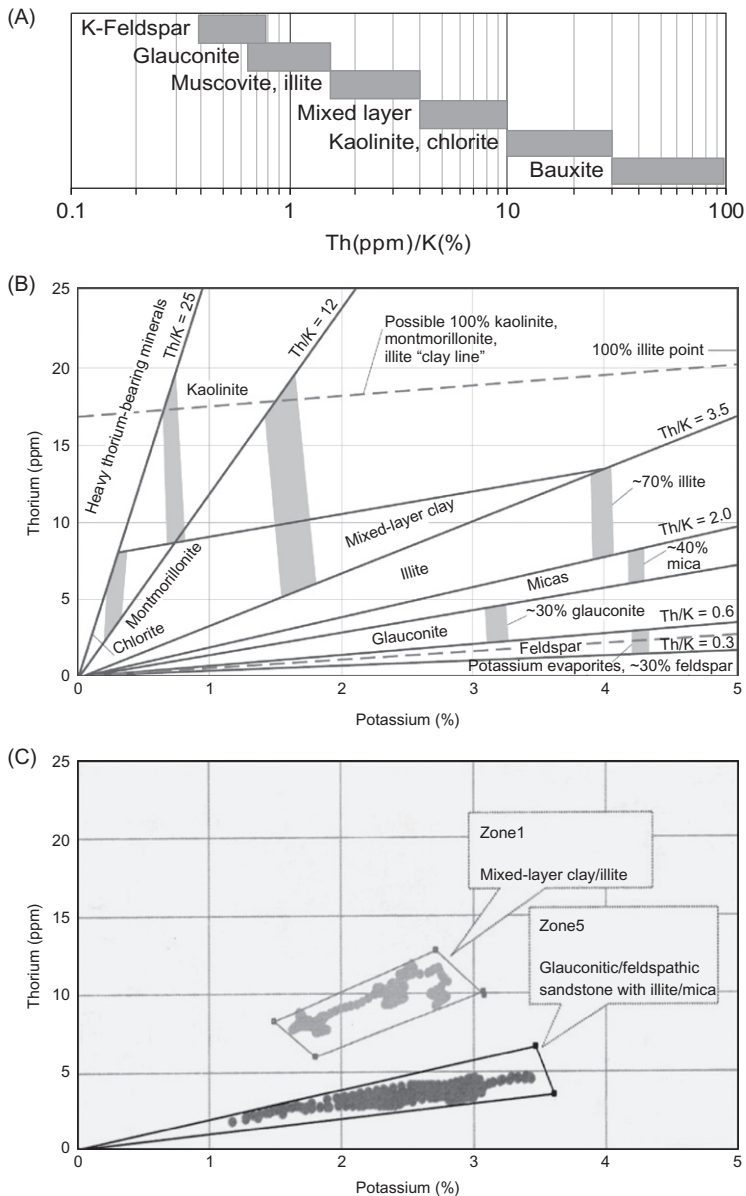 (A)
K-Feldspar
Glauconite
Muscovite, illite
Mixed layer
Kaolinite, chlorite
Bauxite
0.1 1 10 100
Th(ppm)/K(%)
(B)
25
20
15
10
5
0
Thorium (ppm)
Heavy thorium-bearing minerals
Th/K = 25
Th/K = 12
Kaolinite
Possible 100% kaolinite,
montmorillonite,
illite “clay line”
100% illite point
Th/K = 3.5
~70% illite
Mixed-layer clay
Montmorillonite
Illite
Th/K = 2.0
~40%
mica
Micas
Chlorite
~30% glauconite
Glauconite
Th/K = 0.6
Feldspar
Th/K = 0.3
Potassium evaporites, ~30% feldspar
0 1 2 3 4 5
Potassium (%)
(C)
25
20
15
10
5
0
Thorium (ppm)
Zone1
Mixed-layer clay/illite
Zone5
Glauconitic/feldspathic
sandstone with illite/mica
0 1 2 3 4 5
Potassium (%)